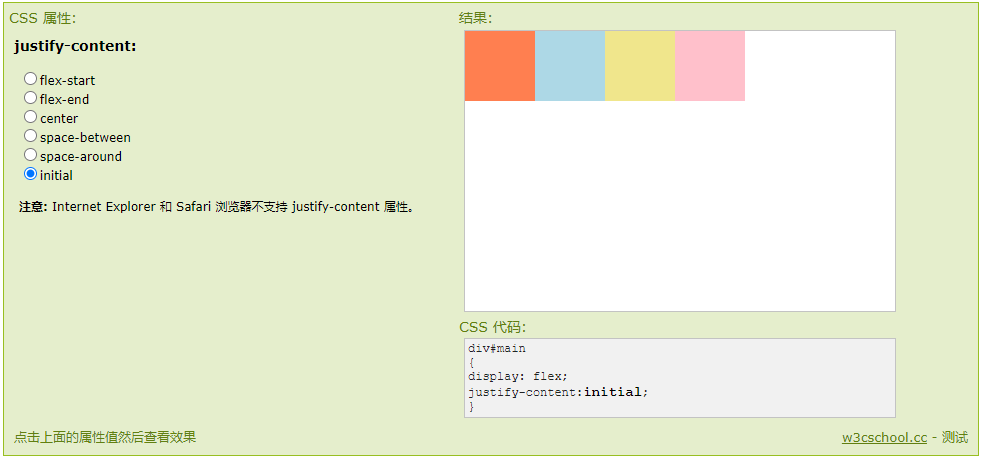 CSS 属性:
justify-content:
flex-start
flex-end
center
space-between
space-around
initial
注意: Internet Explorer 和 Safari 浏览器不支持 justify-content 属性。
结果:
CSS 代码:
div#main
{
display: flex;
justify-content:initial;
}
点击上面的属性值然后查看效果
w3cschool.cc - 测试